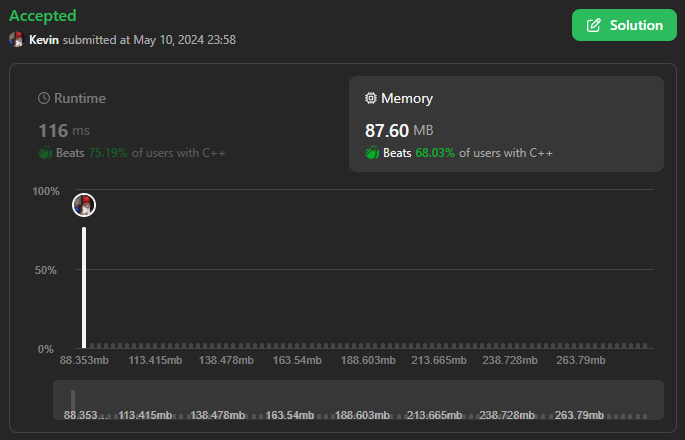 Accepted
Kevin submitted at May 10, 2024 23:58
Solution
Runtime
116 ms
Beats 75.19% of users with C++
Memory
87.60 MB
Beats 68.03% of users with C++
100%
50%
0%
88.353mb 113.415mb 138.478mb 163.54mb 188.603mb 213.665mb 238.728mb 263.79mb
88.353... 113.415mb 138.478mb 163.54mb 188.603mb 213.665mb 238.728mb 263.79mb